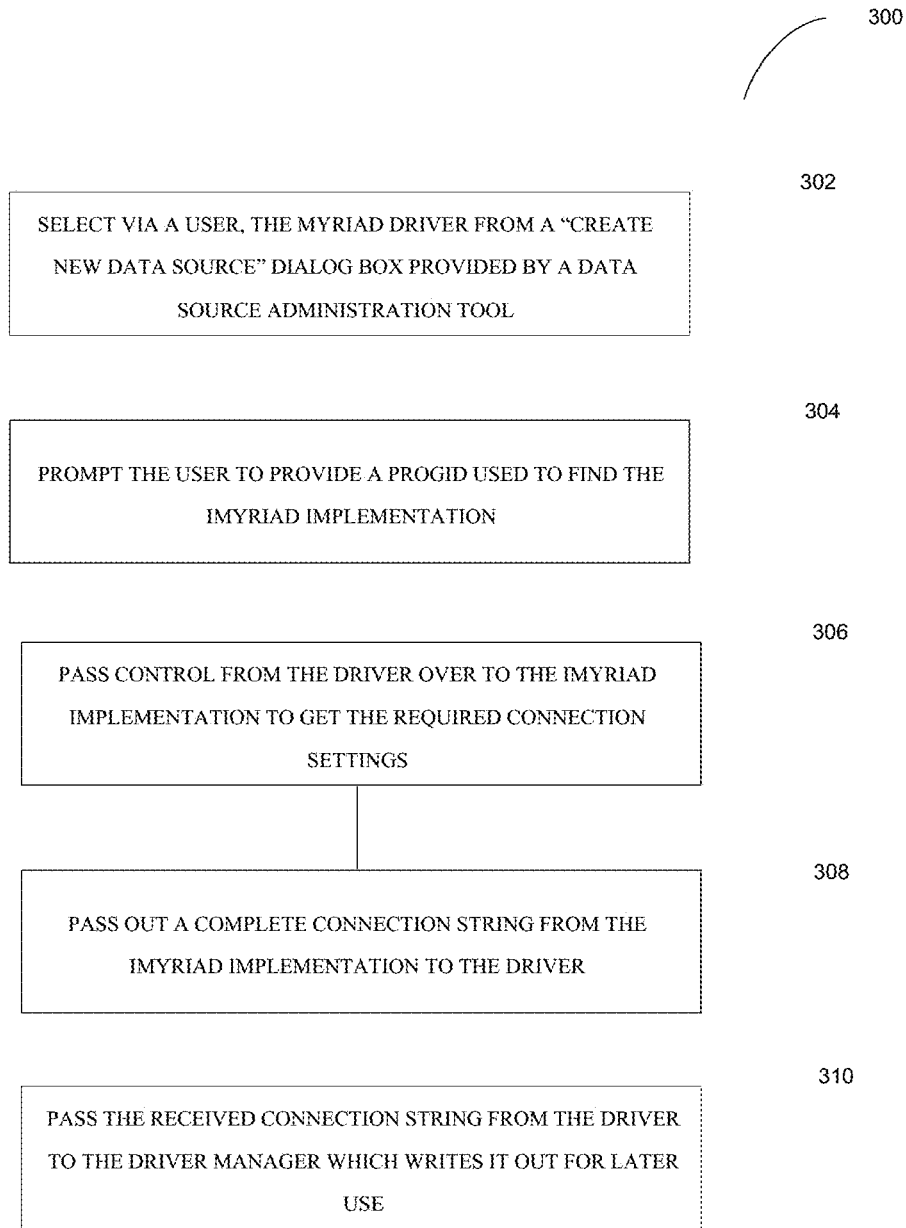 300
302
SELECT VIA A USER, THE MYRIAD DRIVER FROM A “CREATE
NEW DATA SOURCE” DIALOG BOX PROVIDED BY A DATA
SOURCE ADMINISTRATION TOOL
304
PROMPT THE USER TO PROVIDE A PROGID USED TO FIND THE
IMYRIAD IMPLEMENTATION
306
PASS CONTROL FROM THE DRIVER OVER TO THE IMYRIAD
IMPLEMENTATION TO GET THE REQUIRED CONNECTION
SETTINGS
308
PASS OUT A COMPLETE CONNECTION STRING FROM THE
IMYRIAD IMPLEMENTATION TO THE DRIVER
310
PASS THE RECEIVED CONNECTION STRING FROM THE DRIVER
TO THE DRIVER MANAGER WHICH WRITES IT OUT FOR LATER
USE